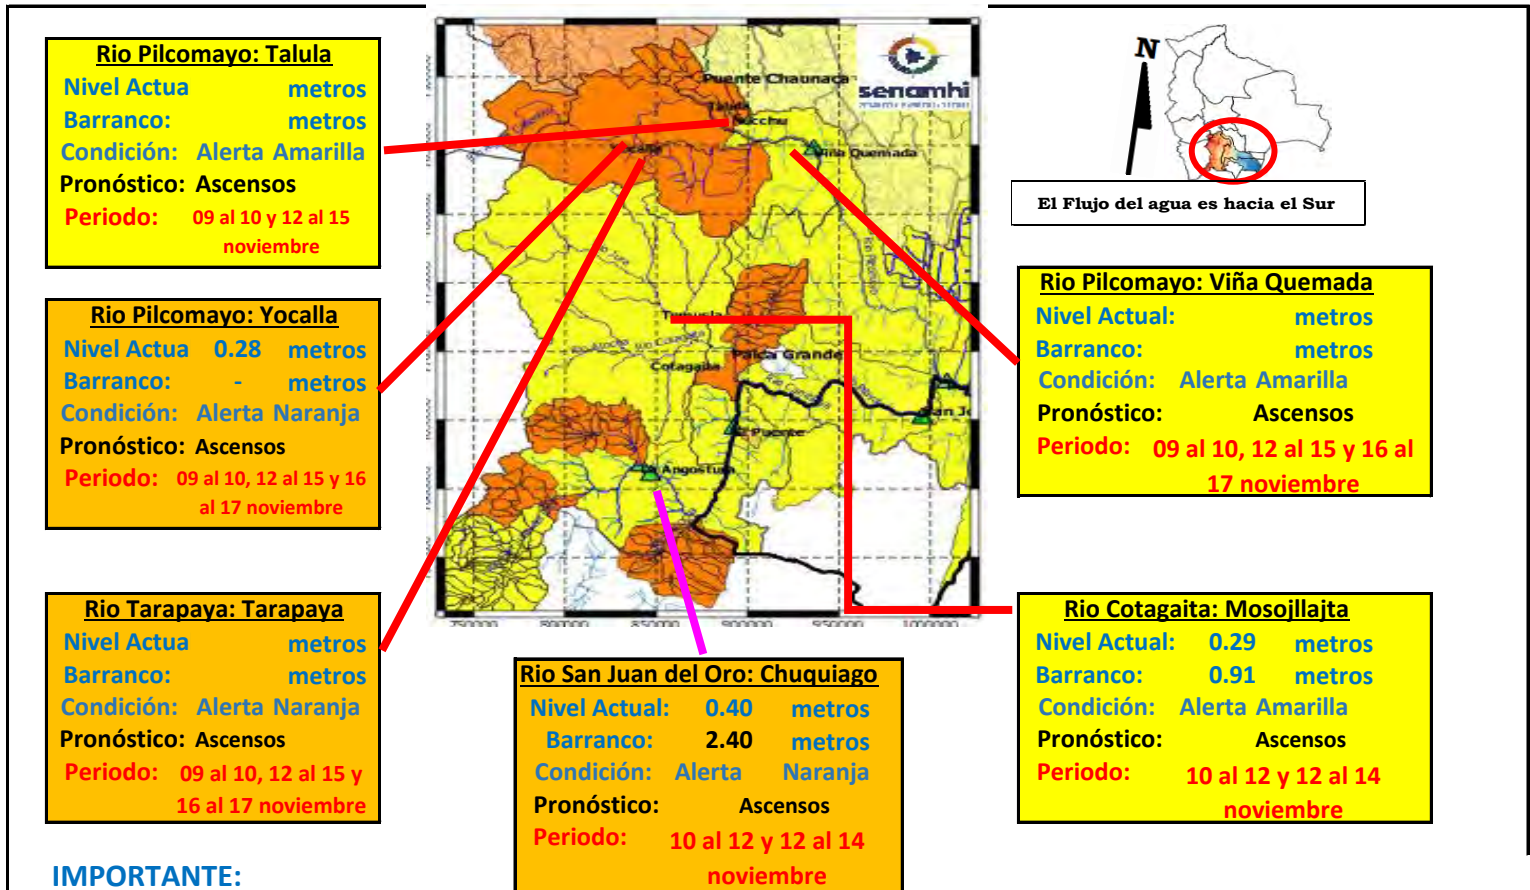 Rio Pilcomayo: Talula
Nivel Actua metros
Barranco: metros
Condición: Alerta Amarilla
Pronóstico: Ascensos
Periodo: 09 al 10 y 12 al 15
noviembre
Rio Pilcomayo: Yocalla
Nivel Actua 0.28 metros
Barranco: - metros
Condición: Alerta Naranja
Pronóstico: Ascensos
Periodo: 09 al 10, 12 al 15 y 16
al 17 noviembre
Rio Tarapaya: Tarapaya
Nivel Actua metros
Barranco: metros
Condición: Alerta Naranja
Pronóstico: Ascensos
Periodo: 09 al 10, 12 al 15 y
16 al 17 noviembre
IMPORTANTE:
senamhi
Puente Chaunaca
Viña Quemada
Cotagaita
Palca Grande
Puente
Angostura
750000 800000 850000 900000 950000 1000000
Rio San Juan del Oro: Chuquiago
Nivel Actual: 0.40 metros
Barranco: 2.40 metros
Condición: Alerta Naranja
Pronóstico: Ascensos
Periodo: 10 al 12 y 12 al 14
noviembre
N
El Flujo del agua es hacia el Sur
Rio Pilcomayo: Viña Quemada
Nivel Actual: metros
Barranco: metros
Condición: Alerta Amarilla
Pronóstico: Ascensos
Periodo: 09 al 10, 12 al 15 y 16 al
17 noviembre
Rio Cotagaita: Mosojllajta
Nivel Actual: 0.29 metros
Barranco: 0.91 metros
Condición: Alerta Amarilla
Pronóstico: Ascensos
Periodo: 10 al 12 y 12 al 14
noviembre